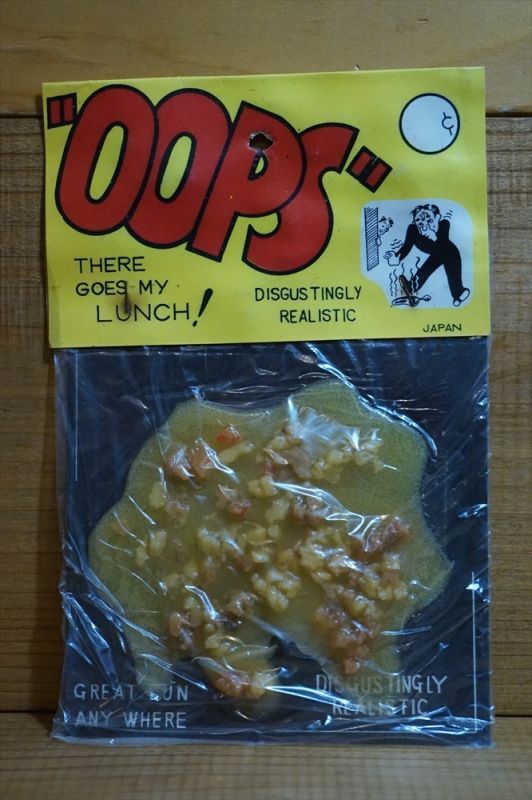 "OOPS"
¢
THERE
GOES MY
LUNCH!
DISGUSTINGLY
REALISTIC
JAPAN
GREAT FUN
ANY WHERE
DISGUSTINGLY
REALISTIC